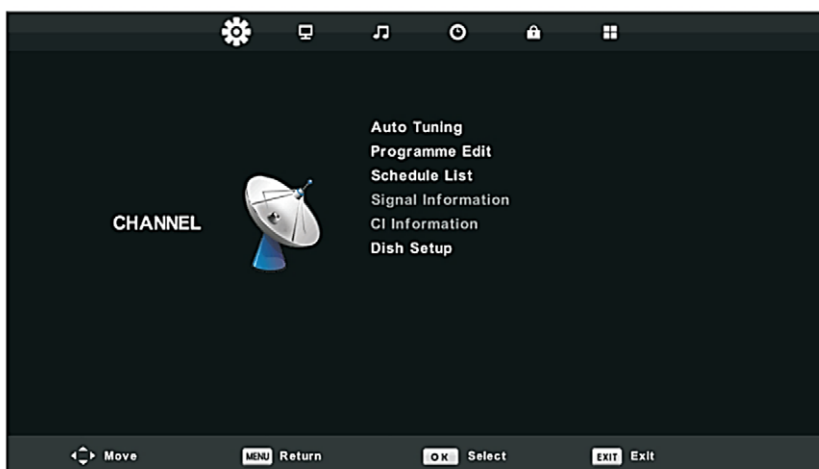 Auto Tuning
Programme Edit
Schedule List
Signal Information
CHANNEL
CI Information
Dish Setup
Move MENU Return OK Select EXIT Exit